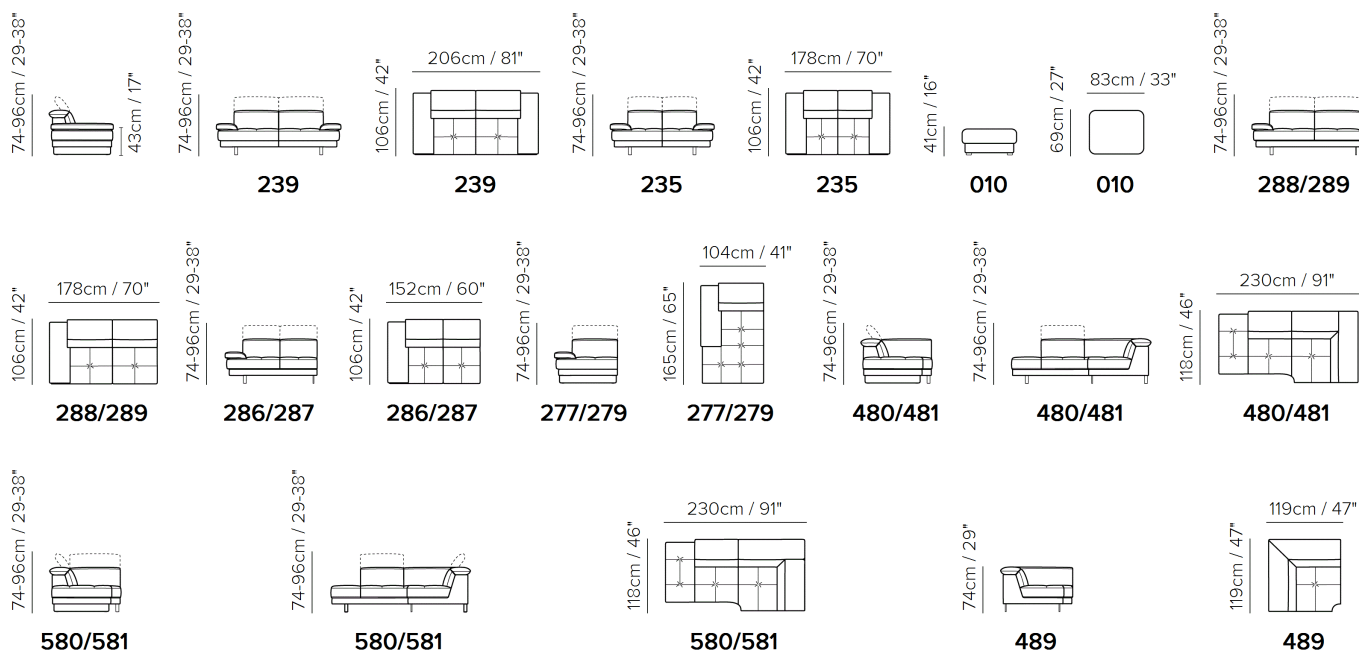 74-96cm / 29-38"
43cm / 17"
74-96cm / 29-38"
239
106cm / 42"
206cm / 81"
239
74-96cm / 29-38"
235
106cm / 42"
178cm / 70"
235
41cm / 16"
010
69cm / 27"
83cm / 33"
010
74-96cm / 29-38"
288/289
106cm / 42"
178cm / 70"
288/289
74-96cm / 29-38"
286/287
106cm / 42"
152cm / 60"
286/287
74-96cm / 29-38"
277/279
165cm / 65"
104cm / 41"
277/279
74-96cm / 29-38"
480/481
74-96cm / 29-38"
480/481
118cm / 46"
230cm / 91"
480/481
74-96cm / 29-38"
580/581
74-96cm / 29-38"
580/581
118cm / 46"
230cm / 91"
580/581
74cm / 29"
489
119cm / 47"
119cm / 47"
489